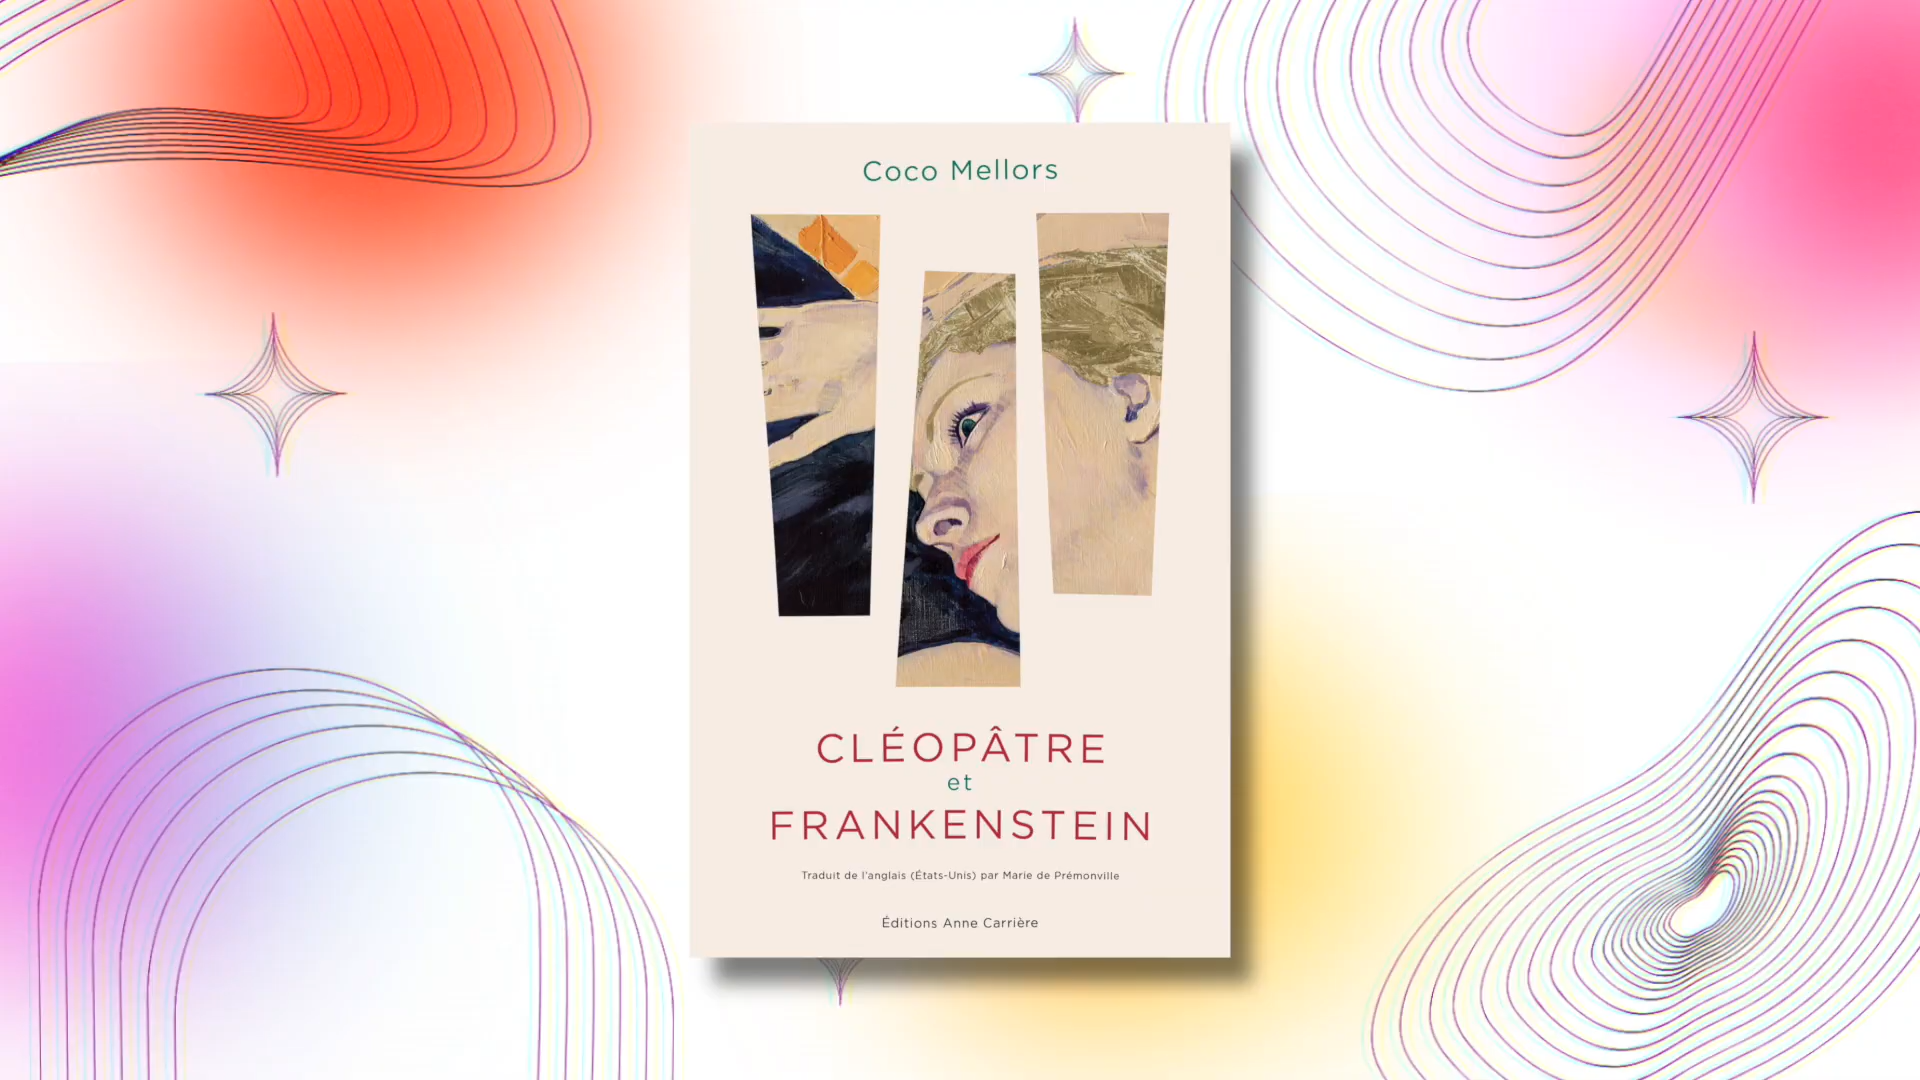 Coco Mellors
CLÉOPÂTRE
et
FRANKENSTEIN
Traduit de l'anglais (États-Unis) par Marie de Prémonville
Éditions Anne Carrière